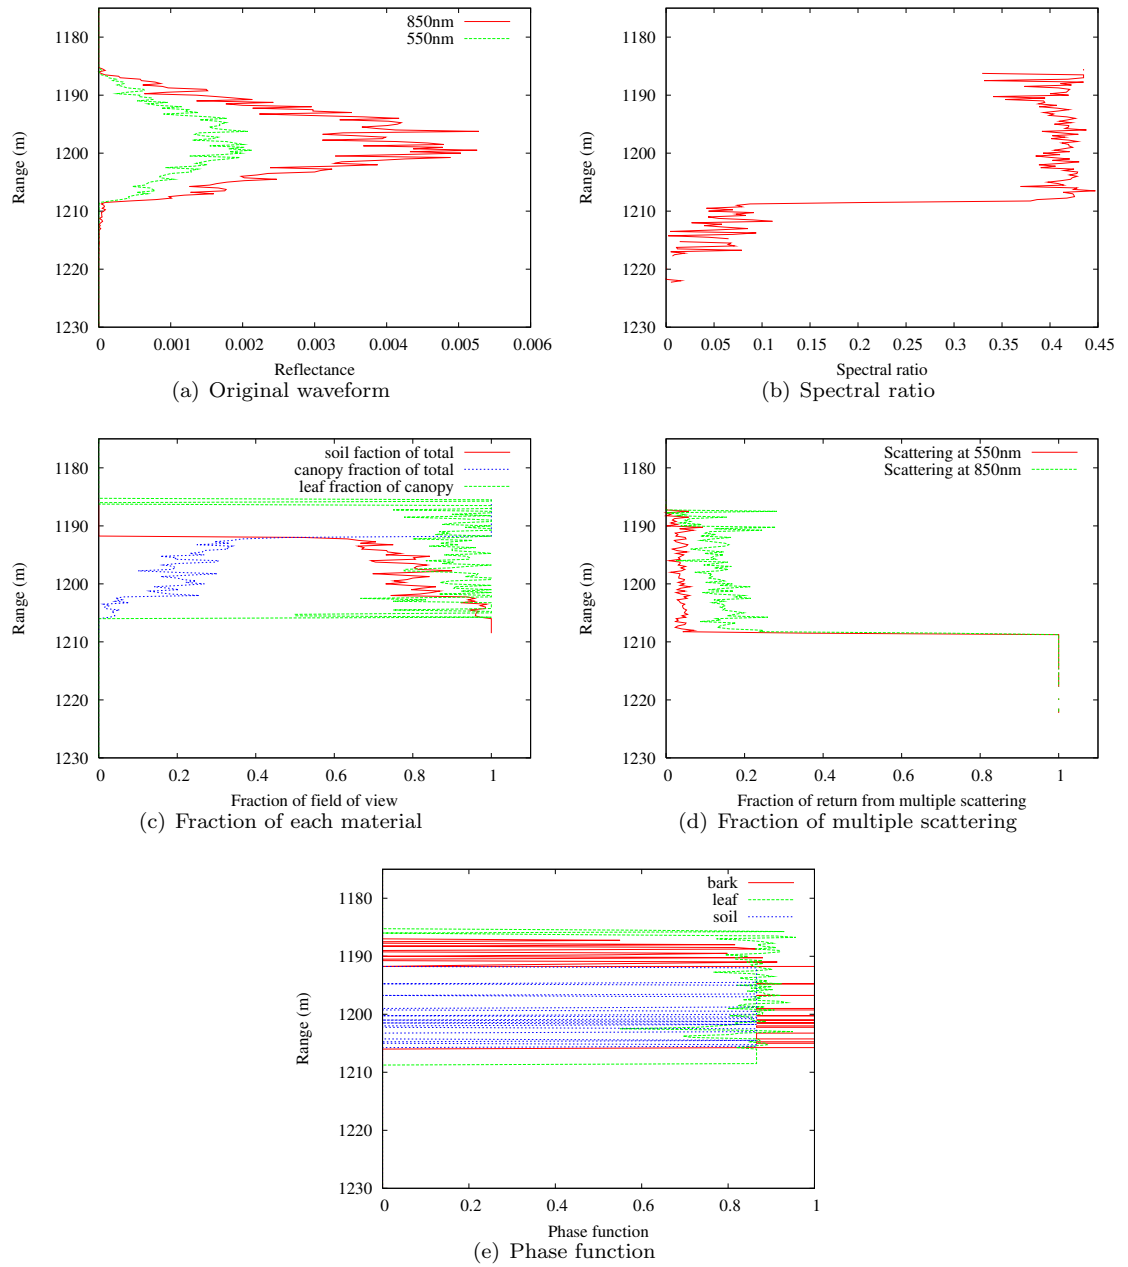 850nm
550nm
1180
1190
1200
1210
1220
1230
Range (m)
0 0.001 0.002 0.003 0.004 0.005 0.006
Reflectance
(a) Original waveform
1180
1190
1200
1210
1220
1230
Range (m)
0 0.05 0.1 0.15 0.2 0.25 0.3 0.35 0.4 0.45
Spectral ratio
(b) Spectral ratio
soil faction of total
canopy fraction of total
leaf fraction of canopy
1180
1190
1200
1210
1220
1230
Range (m)
0 0.2 0.4 0.6 0.8 1
Fraction of field of view
(c) Fraction of each material
Scattering at 550nm
Scattering at 850nm
1180
1190
1200
1210
1220
1230
Range (m)
0 0.2 0.4 0.6 0.8 1
Fraction of return from multiple scattering
(d) Fraction of multiple scattering
bark
leaf
soil
1180
1190
1200
1210
1220
1230
Range (m)
0 0.2 0.4 0.6 0.8 1
Phase function
(e) Phase function